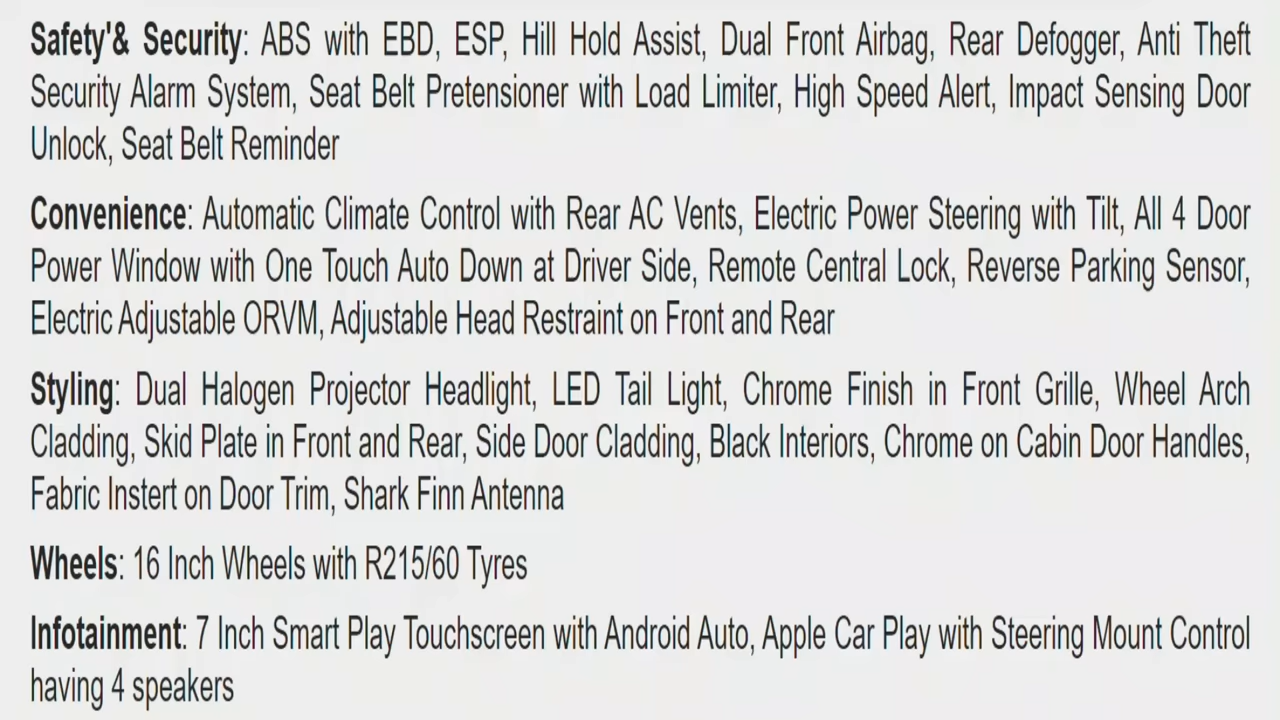 Safety'& Security: ABS with EBD, ESP, Hill Hold Assist, Dual Front Airbag, Rear Defogger, Anti Theft
Security Alarm System, Seat Belt Pretensioner with Load Limiter, High Speed Alert, Impact Sensing Door
Unlock, Seat Belt Reminder
Convenience: Automatic Climate Control with Rear AC Vents, Electric Power Steering with Tilt, All 4 Door
Power Window with One Touch Auto Down at Driver Side, Remote Central Lock, Reverse Parking Sensor,
Electric Adjustable ORVM, Adjustable Head Restraint on Front and Rear
Styling: Dual Halogen Projector Headlight, LED Tail Light, Chrome Finish in Front Grille, Wheel Arch
Cladding, Skid Plate in Front and Rear, Side Door Cladding, Black Interiors, Chrome on Cabin Door Handles,
Fabric Instert on Door Trim, Shark Finn Antenna
Wheels: 16 Inch Wheels with R215/60 Tyres
Infotainment: 7 Inch Smart Play Touchscreen with Android Auto, Apple Car Play with Steering Mount Control
having 4 speakers